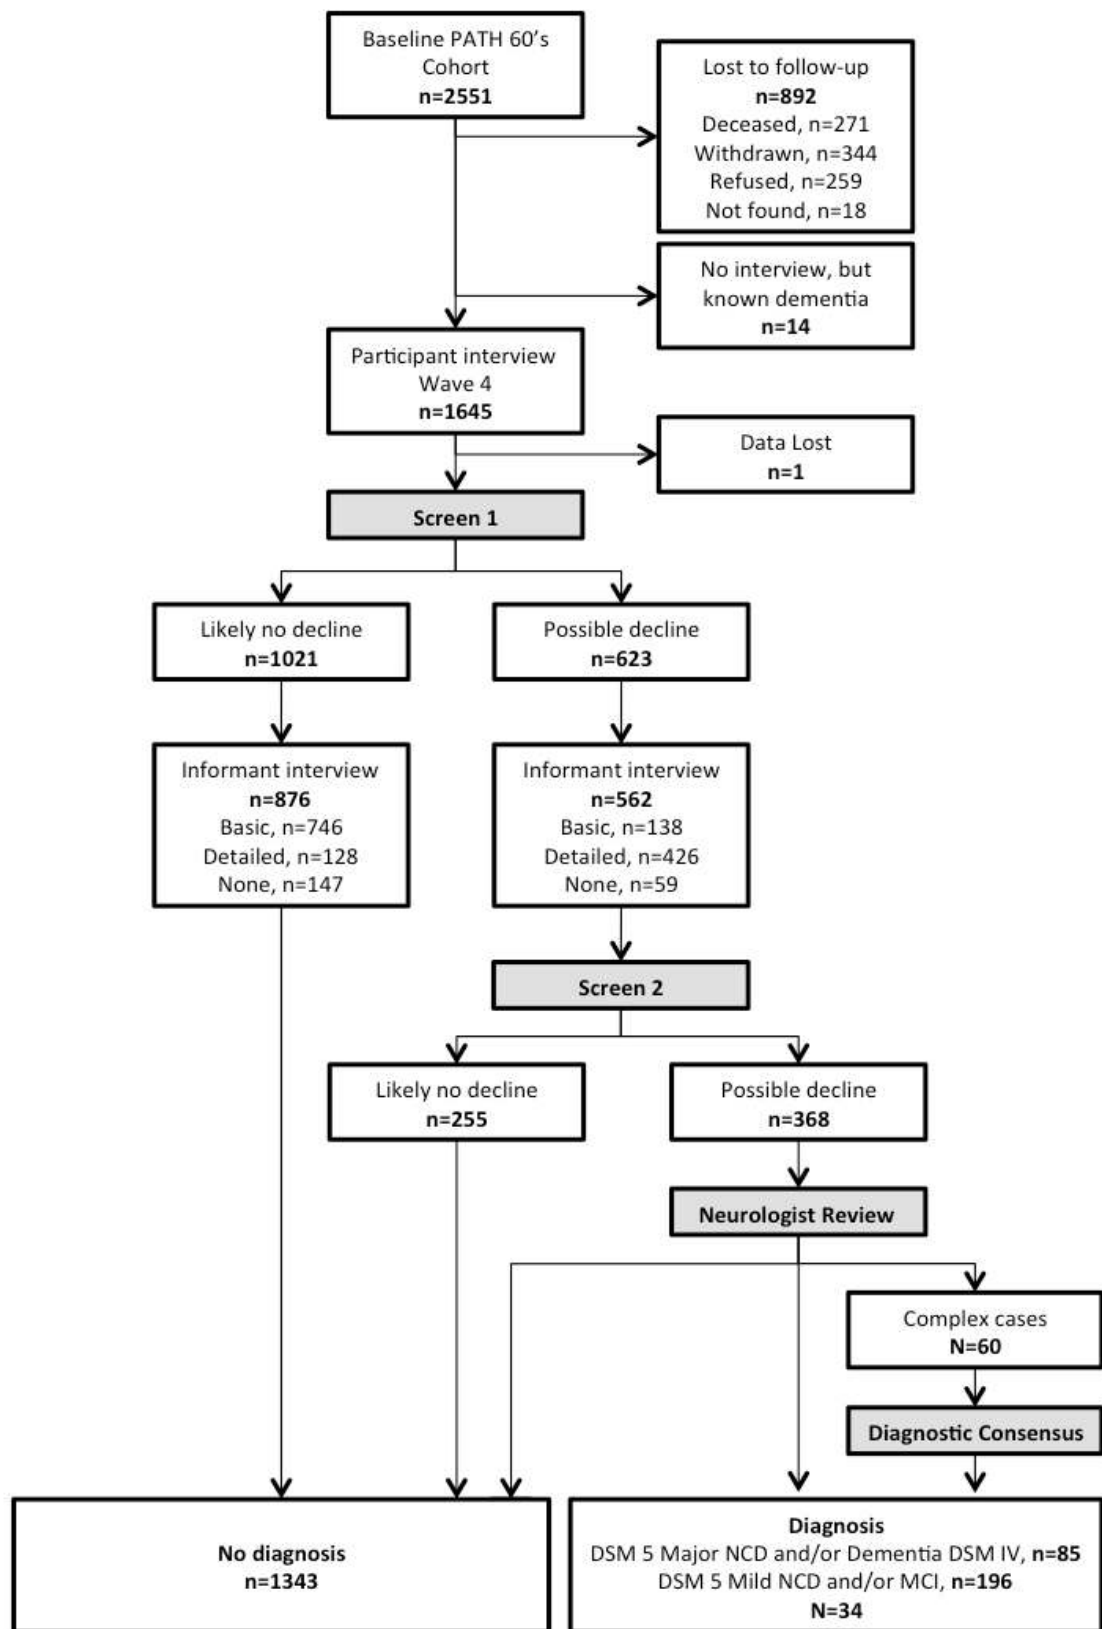 Baseline PATH 60's
Cohort
n=2551
Lost to follow-up
n=892
Deceased, n=271
Withdrawn, n=344
Refused, n=259
Not found, n=18
No interview, but
known dementia
n=14
Participant interview
Wave 4
n=1645
Data Lost
n=1
Screen 1
Likely no decline
n=1021
Possible decline
n=623
Informant interview
n=876
Basic, n=746
Detailed, n=128
None, n=147
Informant interview
n=562
Basic, n=138
Detailed, n=426
None, n=59
Screen 2
Likely no decline
n=255
Possible decline
n=368
Neurologist Review
Complex cases
N=60
Diagnostic Consensus
No diagnosis
n=1343
Diagnosis
DSM 5 Major NCD and/or Dementia DSM IV, n=85
DSM 5 Mild NCD and/or MCI, n=196
N=34